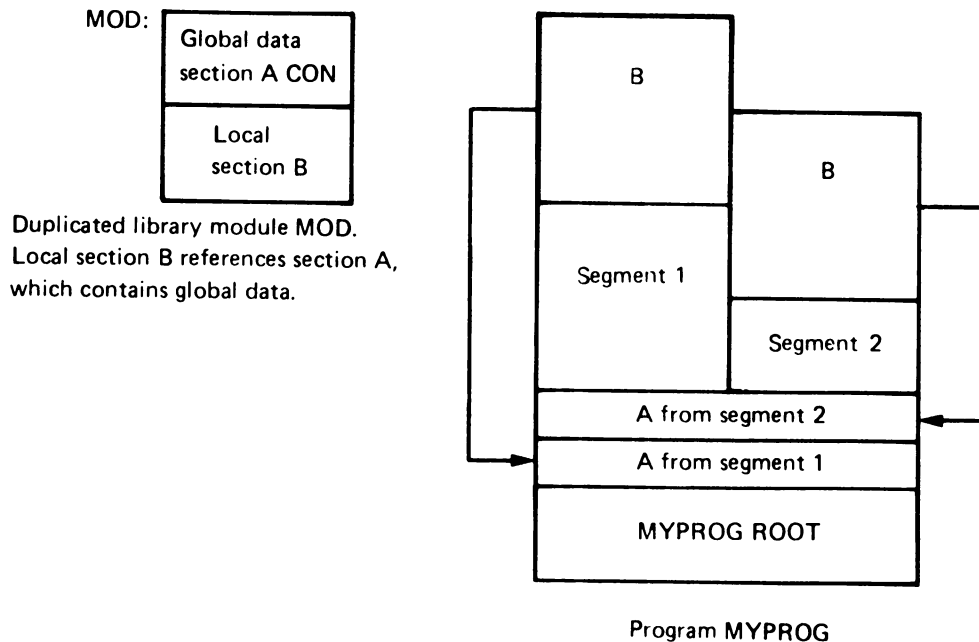 MOD:
Global data
section A CON
Local
section B
Duplicated library module MOD.
Local section B references section A,
which contains global data.
B
B
Segment 1
Segment 2
A from segment 2
A from segment 1
MYPROG ROOT
Program MYPROG